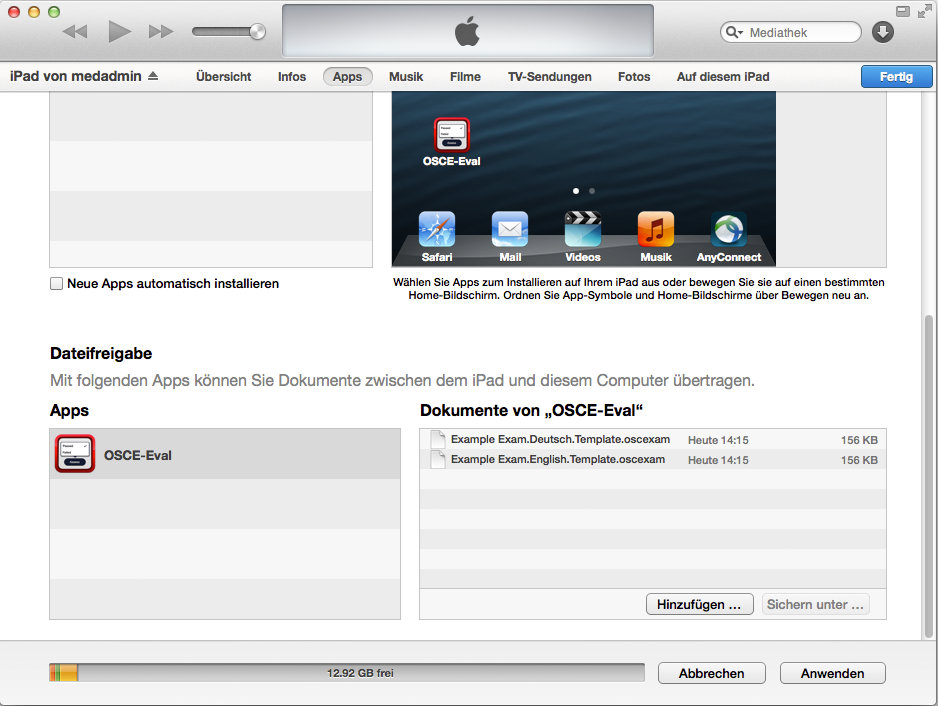 Mediathek
iPad von medadmin
Übersicht
Infos
Apps
Musik
Filme
TV-Sendungen
Fotos
Auf diesem iPad
Fertig
OSCE-Eval
Safari
Mail
Videos
Musik
AnyConnect
Neue Apps automatisch installieren
Wählen Sie Apps zum Installieren auf Ihrem iPad aus oder bewegen Sie sie auf einen bestimmten
Home-Bildschirm. Ordnen Sie App-Symbole und Home-Bildschirme über Bewegen neu an.
Dateifreigabe
Mit folgenden Apps können Sie Dokumente zwischen dem iPad und diesem Computer übertragen.
Apps
OSCE-Eval
Dokumente von „OSCE-Eval“
Example Exam.Deutsch.Template.oscexam Heute 14:15 156 KB
Example Exam.English.Template.oscexam Heute 14:15 156 KB
Hinzufügen …
Sichern unter …
12.92 GB frei
Abbrechen
Anwenden